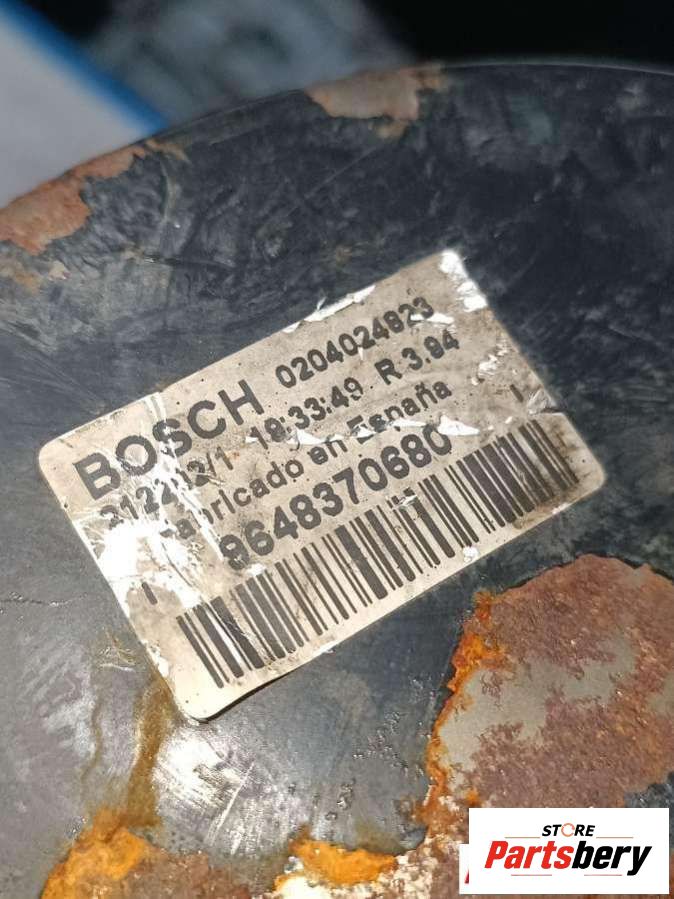 BOSCH 0204024823
18:33:49 R 3.94
Fabricado en España
9648370680
STORE
Partsbery